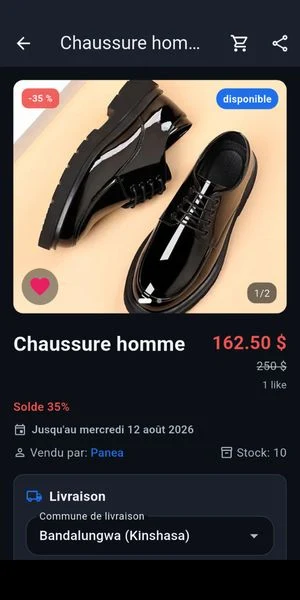 Chaussure hom...
-35 %
disponible
1/2
Chaussure homme
162.50 $
250 $
1 like
Solde 35%
Jusqu'au mercredi 12 août 2026
Vendu par: Panea
Stock: 10
Livraison
Commune de livraison
Bandalungwa (Kinshasa)